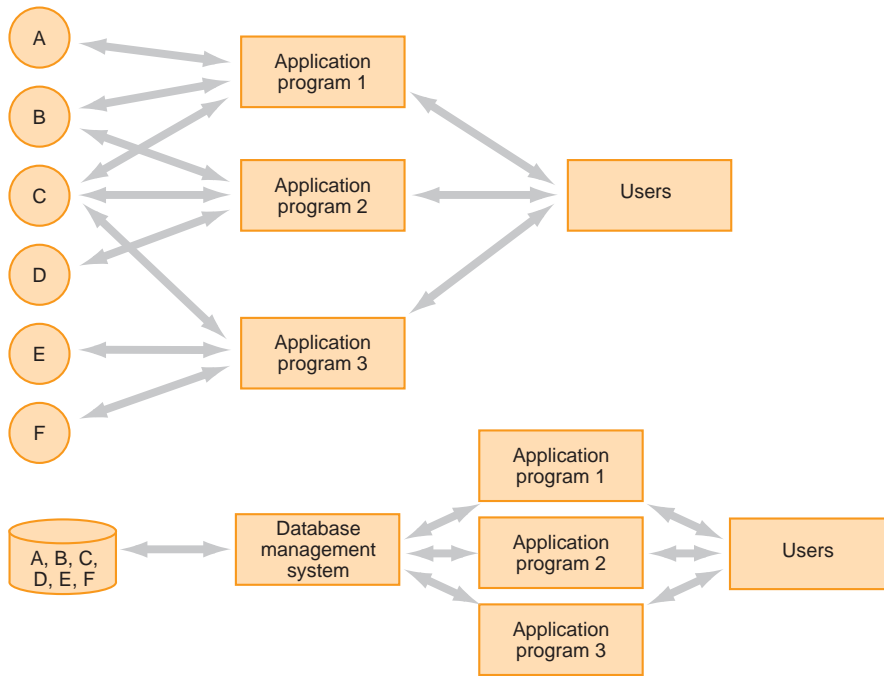 A
B
C
D
E
F
Application
program 1
Application
program 2
Application
program 3
Users
A, B, C,
D, E, F
Database
management
system
Application
program 1
Application
program 2
Application
program 3
Users